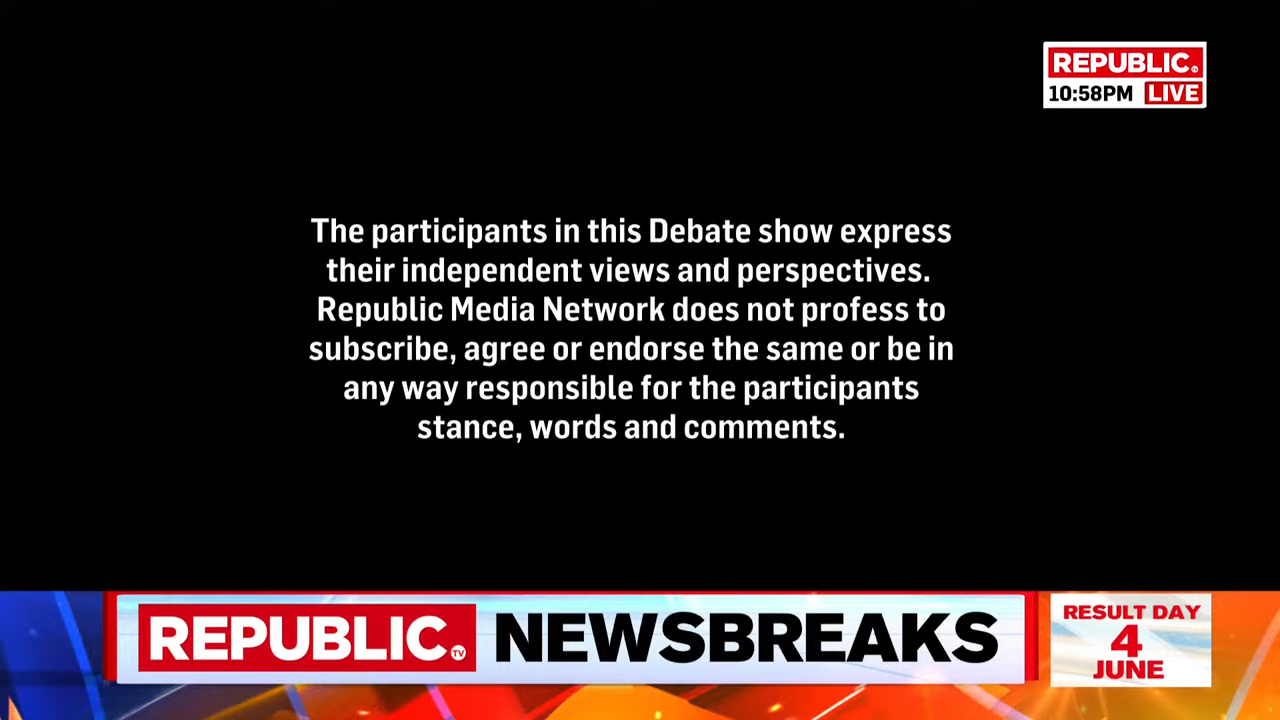 REPUBLIC.TV
10:58PM LIVE
The participants in this Debate show express
their independent views and perspectives.
Republic Media Network does not profess to
subscribe, agree or endorse the same or be in
any way responsible for the participants
stance, words and comments.
REPUBLIC.TV NEWSBREAKS
RESULT DAY
4
JUNE